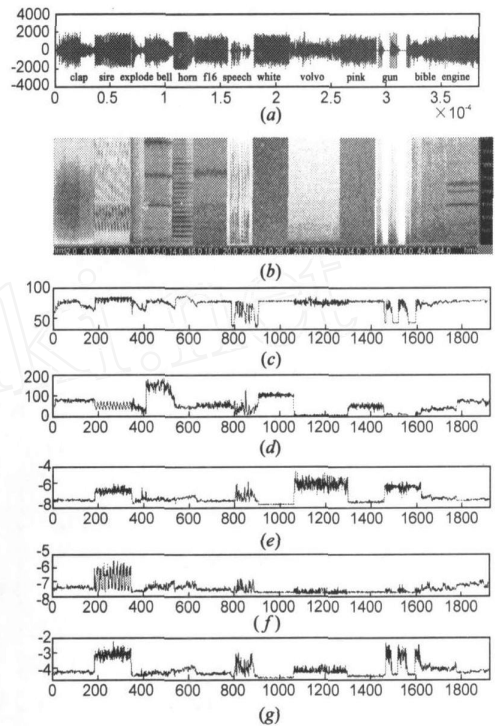 4000
2000
0
-2000
-4000
clap sire explode bell horn f16 speech white volvo pink gun bible engine
0 0.5 1 1.5 2 2.5 3 3.5
×10⁻⁴
(a)
(b)
100
50
0 200 400 600 800 1000 1200 1400 1600 1800
(c)
200
100
0
0 200 400 600 800 1000 1200 1400 1600 1800
(d)
-4
-6
-8
0 200 400 600 800 1000 1200 1400 1600 1800
(e)
-5
-6
-7
-8
0 200 400 600 800 1000 1200 1400 1600 1800
(f)
-2
-3
-4
0 200 400 600 800 1000 1200 1400 1600 1800
(g)